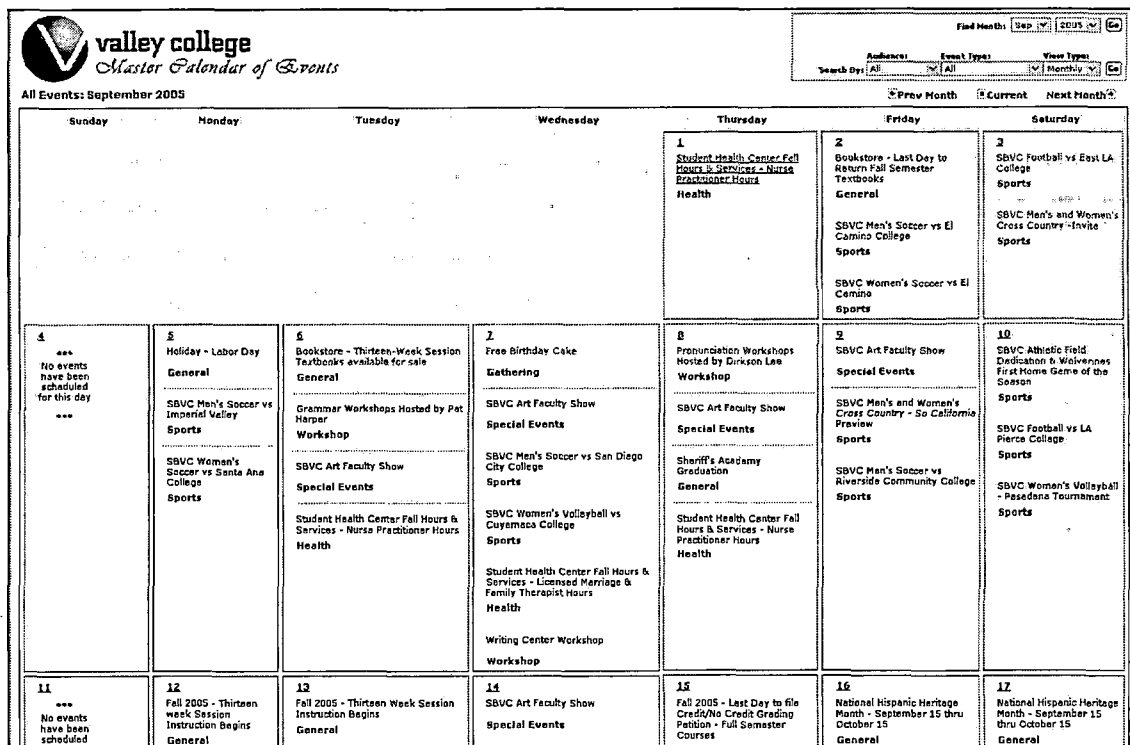 valley college
Master Calendar of Events
Find Month: Sep 2005 Go
Audience: Event Type: View Type:
Search By: All All Monthly Go
All Events: September 2005
Prev Month Current Next Month
Sunday Monday Tuesday Wednesday Thursday Friday Saturday
1
Student Health Center Fall
Hours & Services - Nurse
Practitioner Hours
Health
2
Bookstore - Last Day to
Return Fall Semester
Textbooks
General
SBVC Men's Soccer vs El
Camino College
Sports
SBVC Women's Soccer vs El
Camino
Sports
3
SBVC Football vs East LA
College
Sports
SBVC Men's and Women's
Cross Country -Invite
Sports
4
***
No events
have been
scheduled
for this day
***
5
Holiday - Labor Day
General
SBVC Men's Soccer vs
Imperial Valley
Sports
SBVC Women's
Soccer vs Santa Ana
College
Sports
6
Bookstore - Thirteen-Week Session
Textbooks available for sale
General
Grammar Workshops Hosted by Pat
Harper
Workshop
SBVC Art Faculty Show
Special Events
Student Health Center Fall Hours &
Services - Nurse Practitioner Hours
Health
7
Free Birthday Cake
Gathering
SBVC Art Faculty Show
Special Events
SBVC Men's Soccer vs San Diego
City College
Sports
SBVC Women's Volleyball vs
Cuyamaca College
Sports
Student Health Center Fall Hours &
Services - Licensed Marriage &
Family Therapist Hours
Health
Writing Center Workshop
Workshop
8
Pronunciation Workshops
Hosted by Dirkson Lee
Workshop
SBVC Art Faculty Show
Special Events
Sheriff's Academy
Graduation
General
Student Health Center Fall
Hours & Services - Nurse
Practitioner Hours
Health
9
SBVC Art Faculty Show
Special Events
SBVC Men's and Women's
Cross Country - So California
Preview
Sports
SBVC Men's Soccer vs
Riverside Community College
Sports
10
SBVC Athletic Field
Dedication & Wolverines
First Home Game of the
Season
Sports
SBVC Football vs LA
Pierce College
Sports
SBVC Women's Volleyball
- Pasadena Tournament
Sports
11
***
No events
have been
scheduled
12
Fall 2005 - Thirteen
week Session
Instruction Begins
General
13
Fall 2005 - Thirteen Week Session
Instruction Begins
General
14
SBVC Art Faculty Show
Special Events
15
Fall 2005 - Last Day to file
Credit/No Credit Grading
Petition - Full Semester
Courses
16
National Hispanic Heritage
Month - September 15 thru
October 15
General
17
National Hispanic Heritage
Month - September 15
thru October 15
General